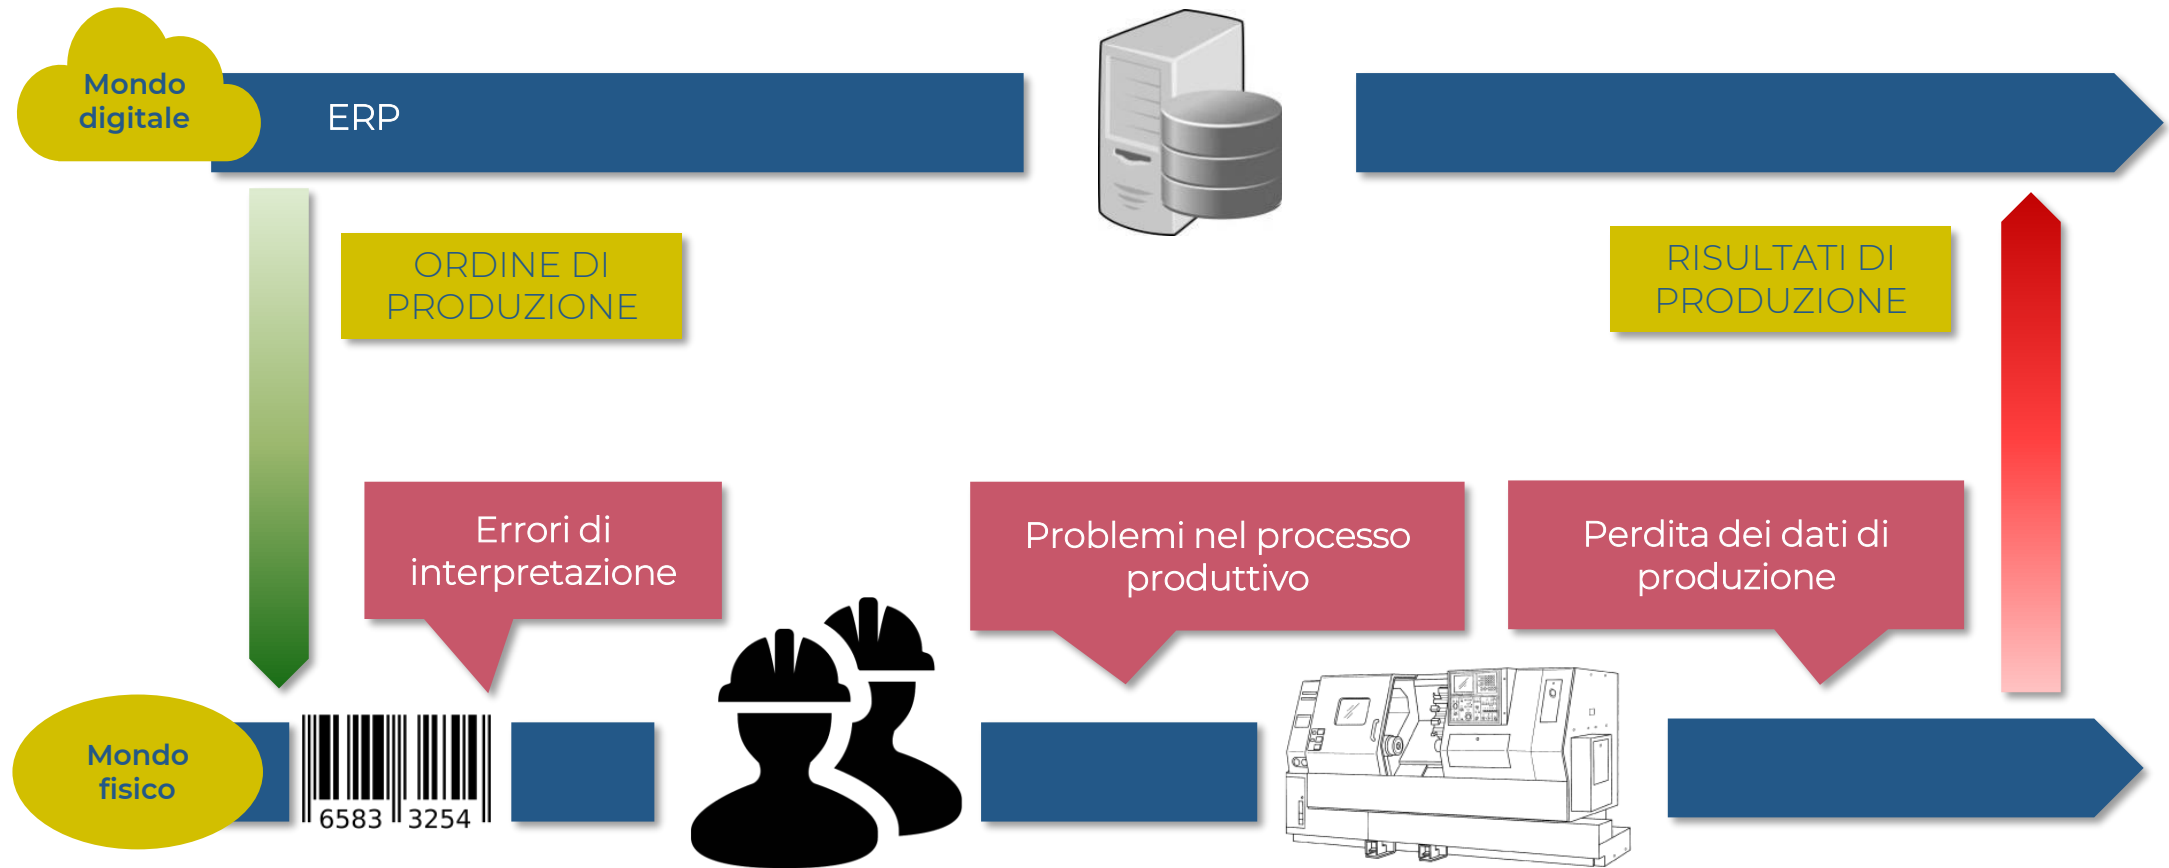 Mondo
digitale
ERP
ORDINE DI
PRODUZIONE
RISULTATI DI
PRODUZIONE
Errori di
interpretazione
Problemi nel processo
produttivo
Perdita dei dati di
produzione
Mondo
fisico
6583 3254